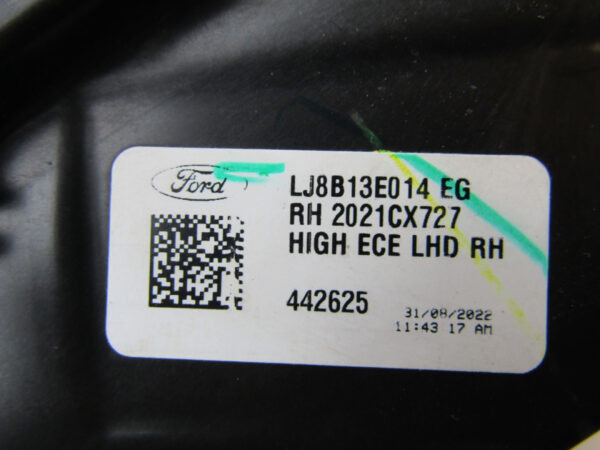 Ford
LJ8B13E014 EG
RH 2021CX727
HIGH ECE LHD RH
442625
31/08/2022
11:43 17 AM